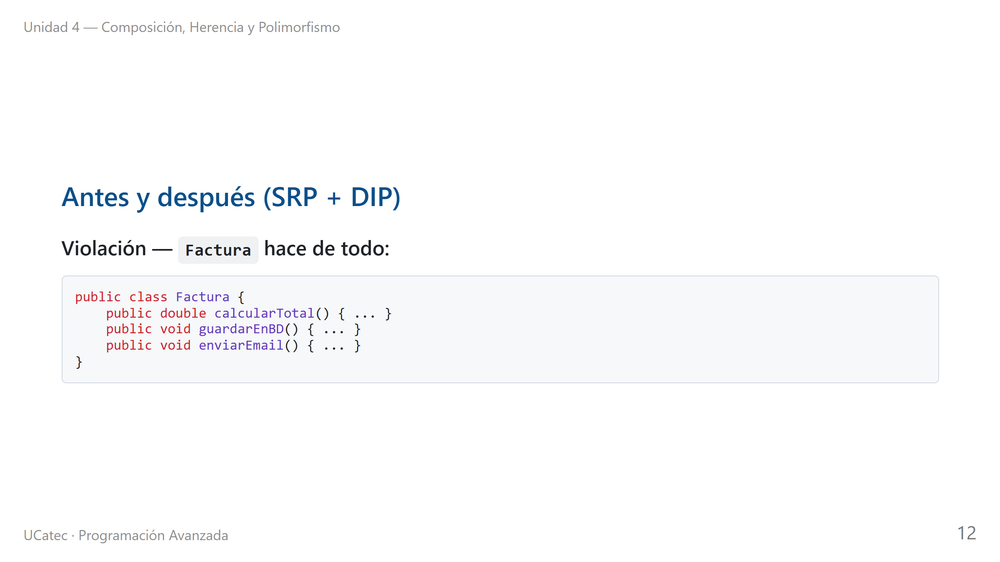 Unidad 4 — Composición, Herencia y Polimorfismo
Antes y después (SRP + DIP)
Violación — Factura hace de todo:
public class Factura {
    public double calcularTotal() { ... }
    public void guardarEnBD() { ... }
    public void enviarEmail() { ... }
}
UCatec · Programación Avanzada
12